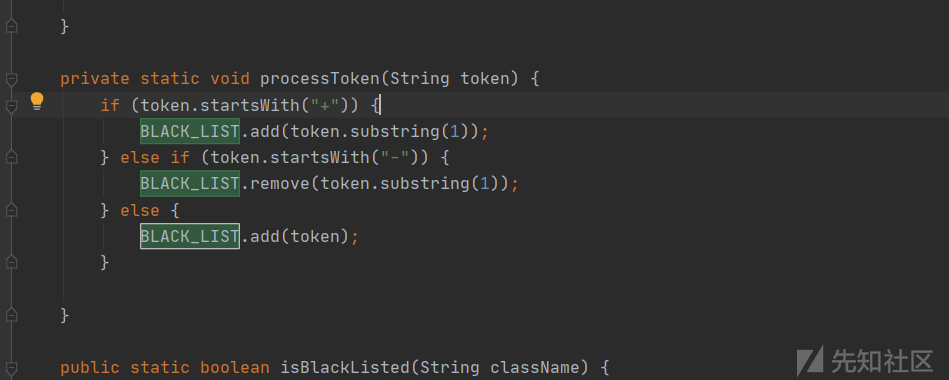 }
private static void processToken(String token) {
if (token.startsWith("+")) {
BLACK_LIST.add(token.substring(1));
} else if (token.startsWith("-")) {
BLACK_LIST.remove(token.substring(1));
} else {
BLACK_LIST.add(token);
}
}
public static boolean isBlackListed(String className) {
先知社区